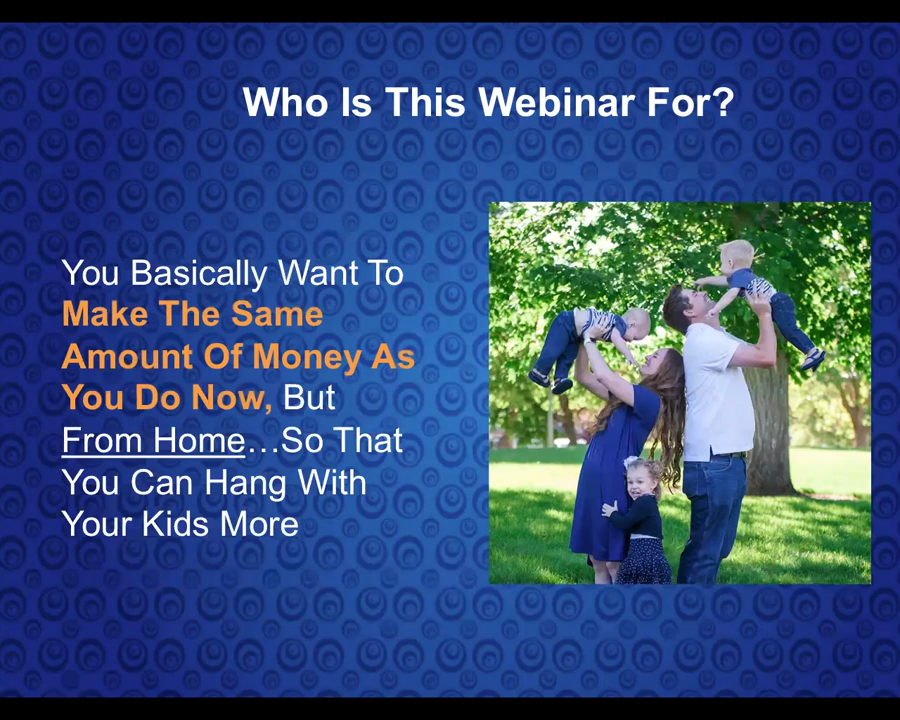 Who Is This Webinar For?
You Basically Want To
Make The Same
Amount Of Money As
You Do Now, But
From Home…So That
You Can Hang With
Your Kids More